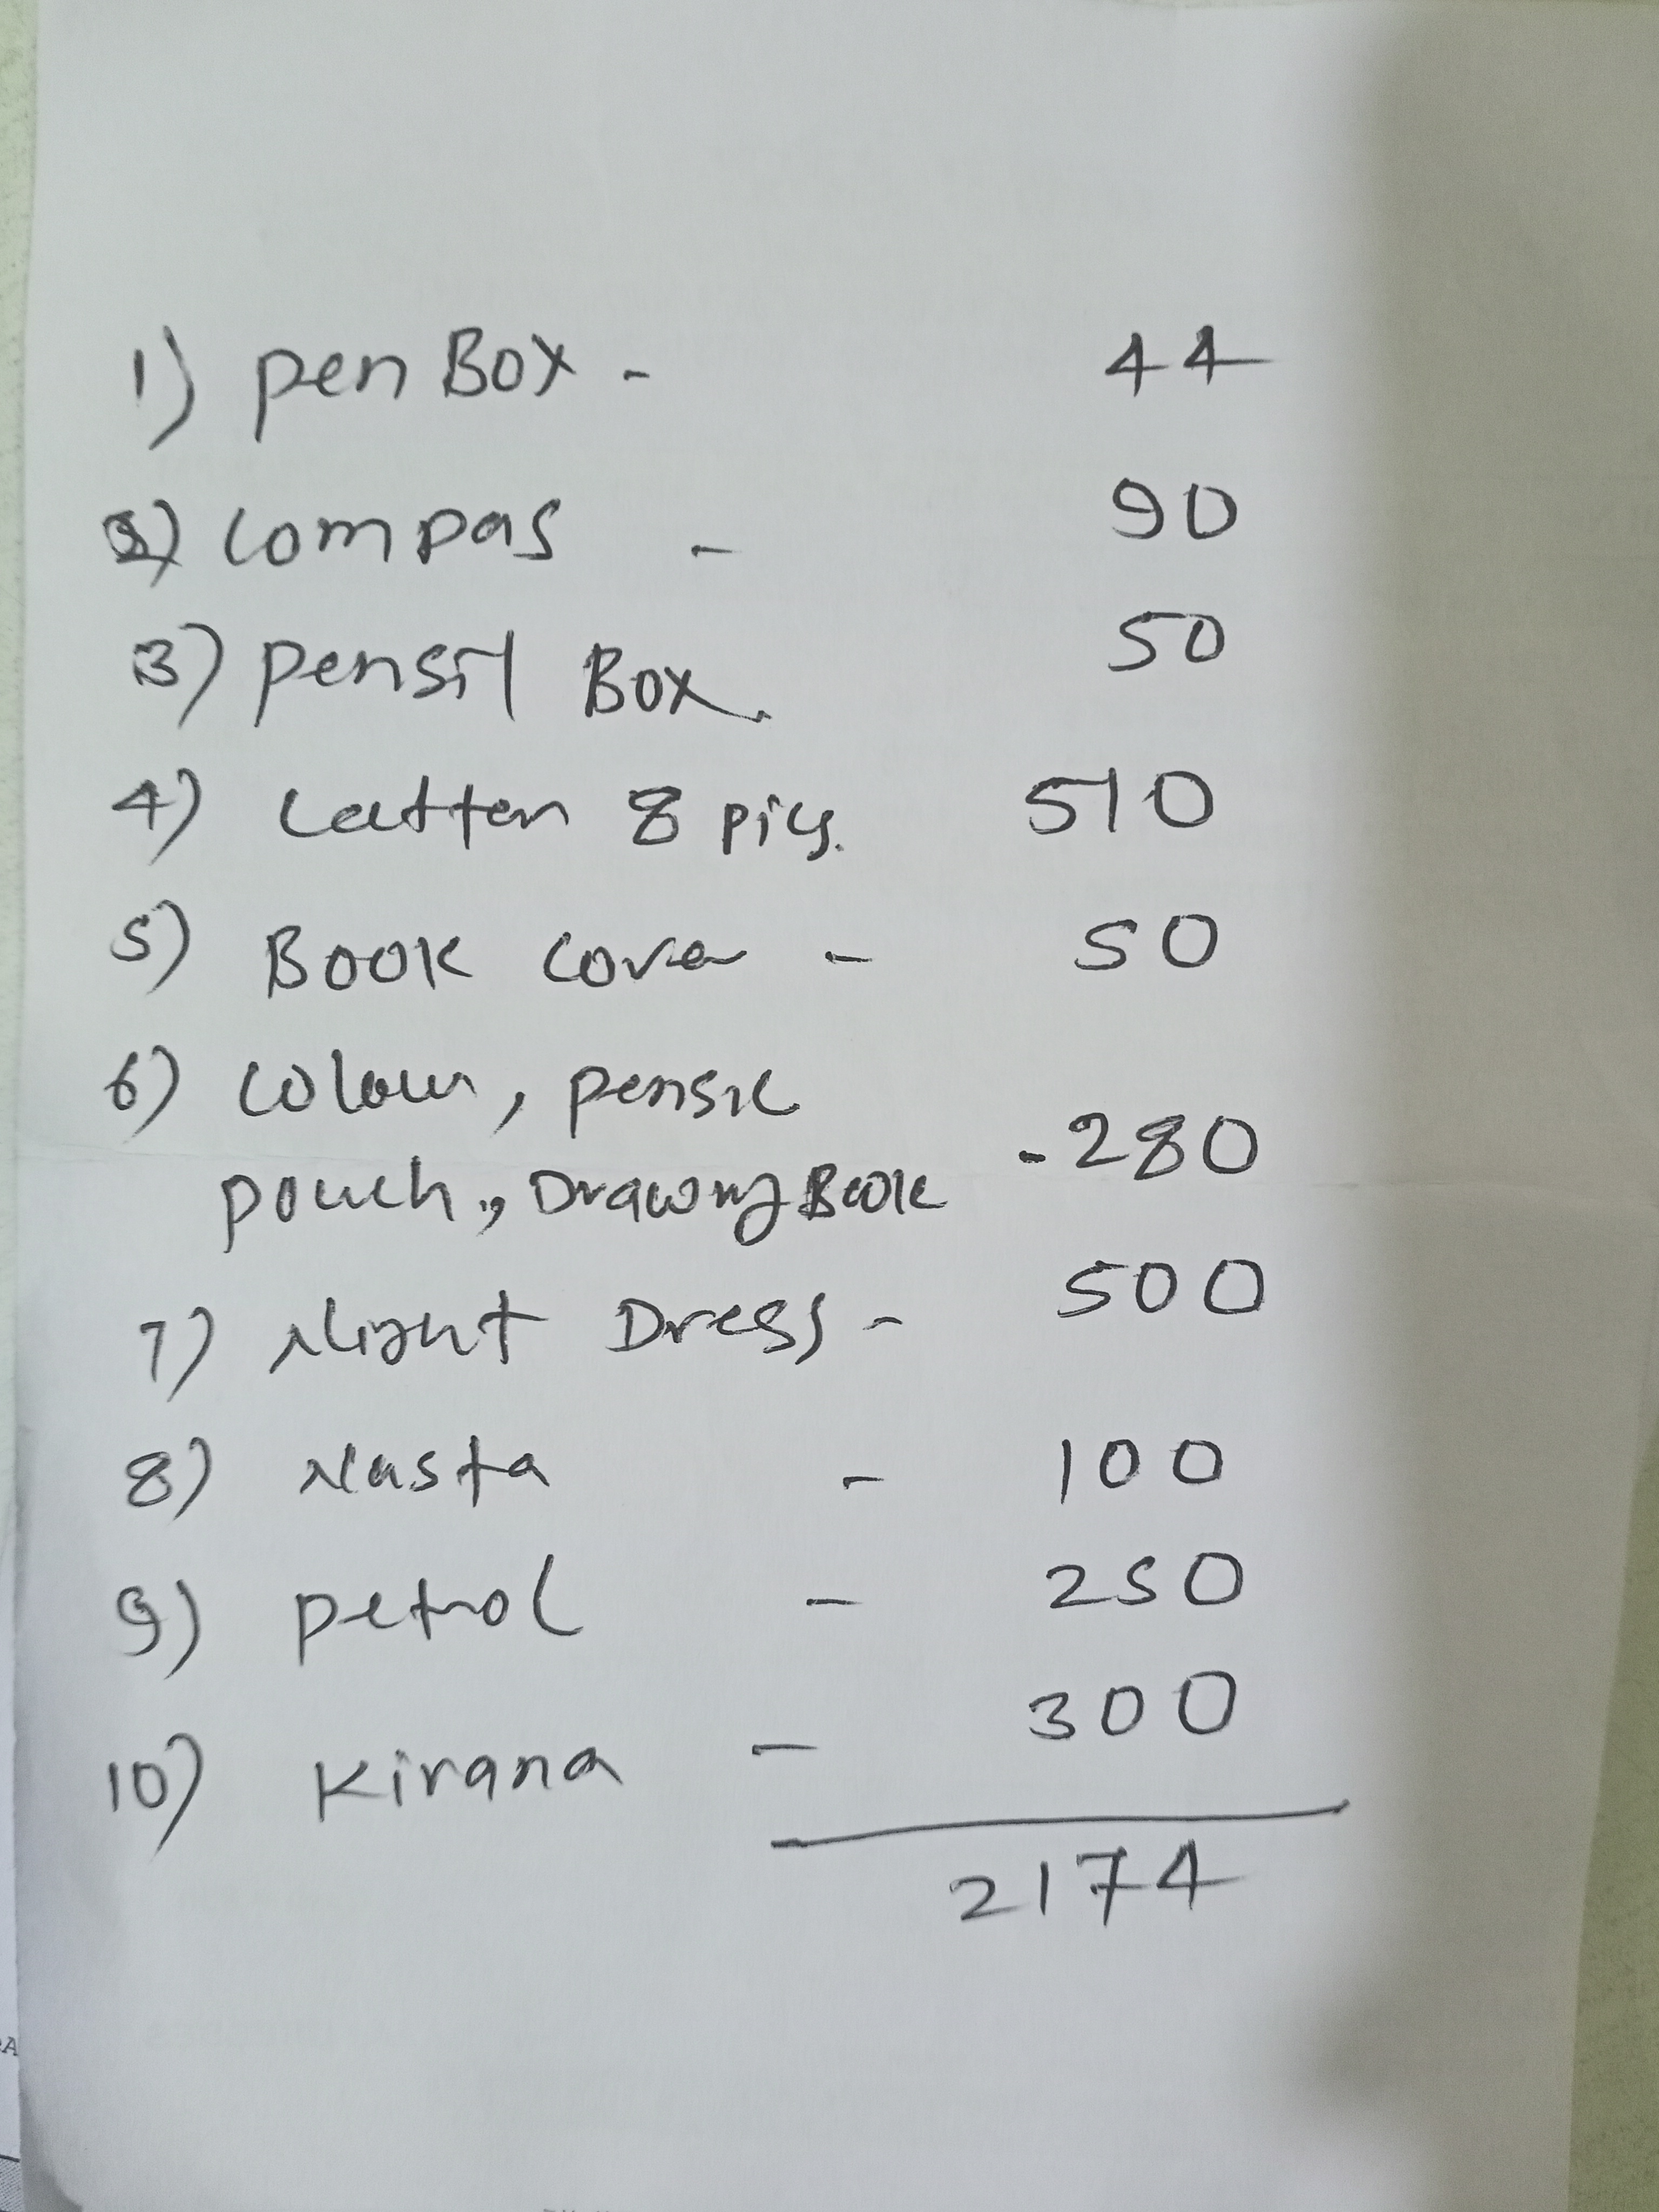 1) pen Box - 44
2) compas - 90
3) pensil Box. 50
4) Letter 8 pics. 510
5) Book cover - 50
6) colour, pensil
pouch., Drawing Book - 280
7) Night Dress - 500
8) Nasta - 100
9) petrol - 250
10) Kirana - 300
2174